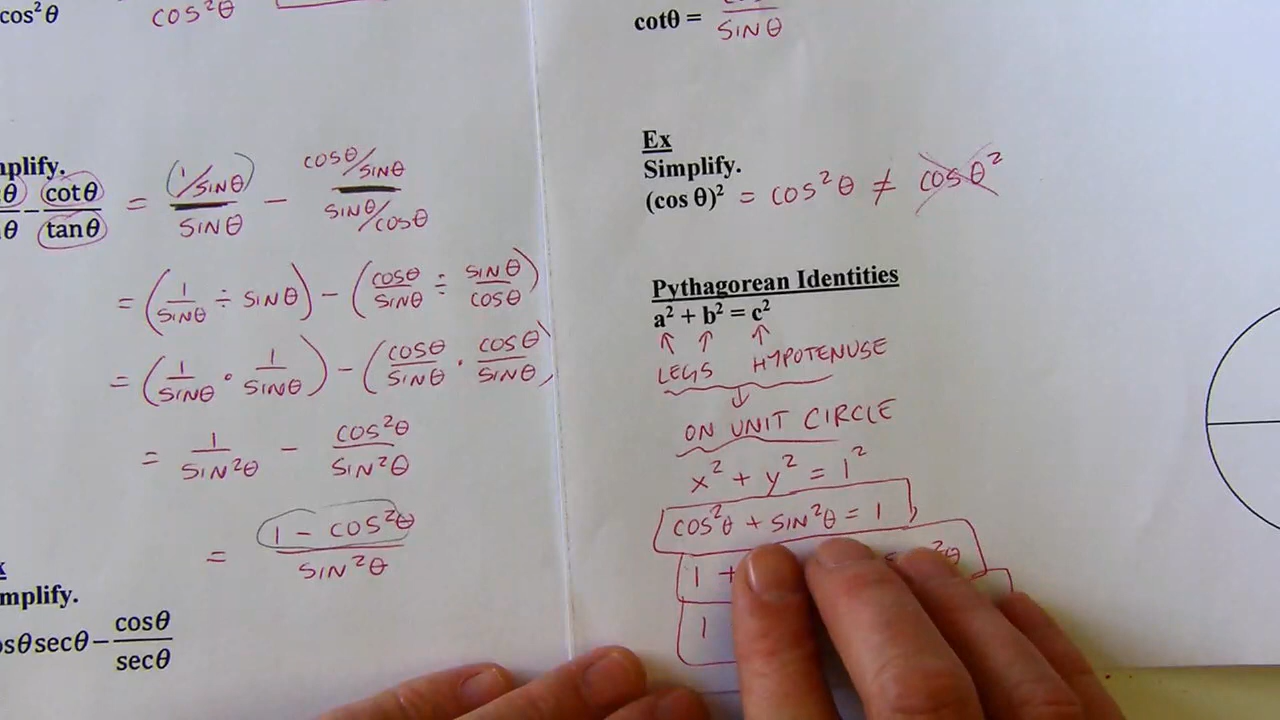 cos²θ COS²θ
mplify.
θ/θ - cotθ/tanθ = (1/SINθ)/SINθ - (COSθ/SINθ)/(SINθ/COSθ)
= (1/SINθ ÷ SINθ) - (COSθ/SINθ ÷ SINθ/COSθ)
= (1/SINθ · 1/SINθ) - (COSθ/SINθ · COSθ/SINθ)
= 1/SIN²θ - COS²θ/SIN²θ
= (1 - COS²θ)/SIN²θ
mplify.
osθsecθ - cosθ/secθ
cotθ = /SINθ
Ex
Simplify.
(cos θ)² = COS²θ ≠ COSθ²
Pythagorean Identities
a² + b² = c²
LEGS HYPOTENUSE
ON UNIT CIRCLE
x² + y² = 1²
COS²θ + SIN²θ = 1
1 + ²θ
1